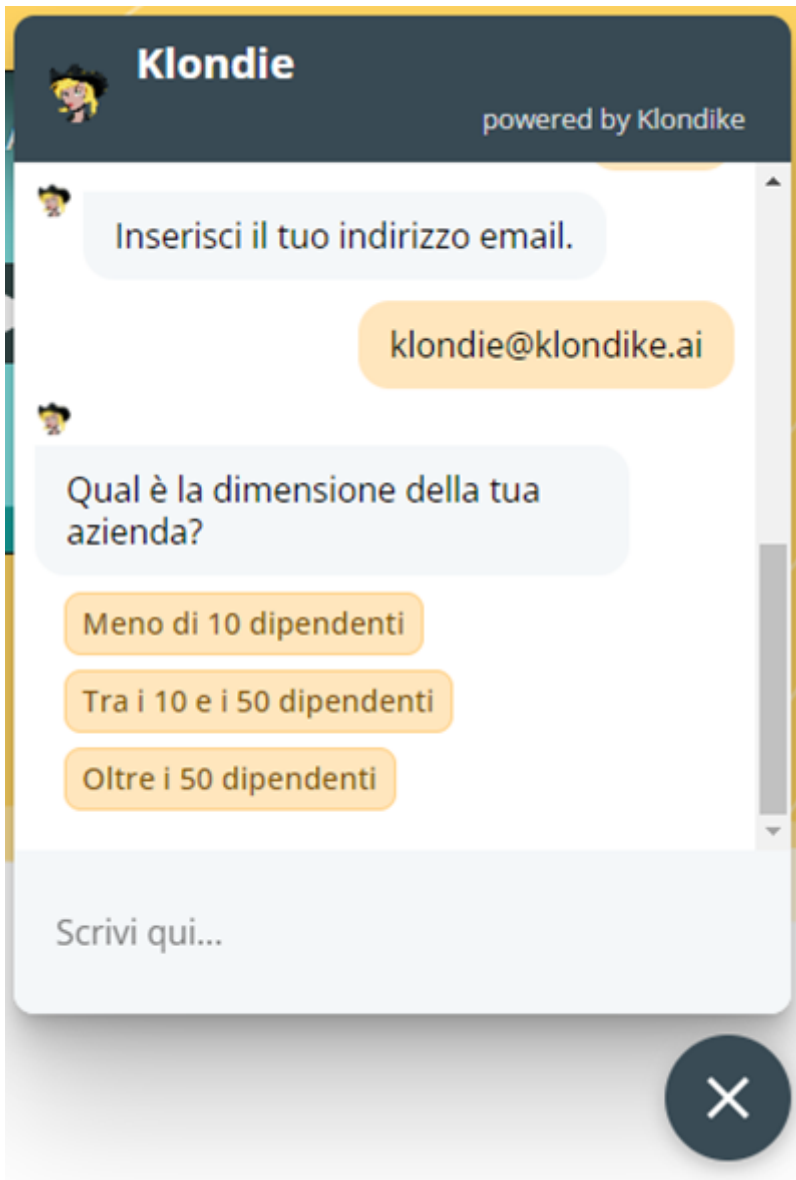 Klondie
powered by Klondike
Inserisci il tuo indirizzo email.
klondie@klondike.ai
Qual è la dimensione della tua
azienda?
Meno di 10 dipendenti
Tra i 10 e i 50 dipendenti
Oltre i 50 dipendenti
Scrivi qui...